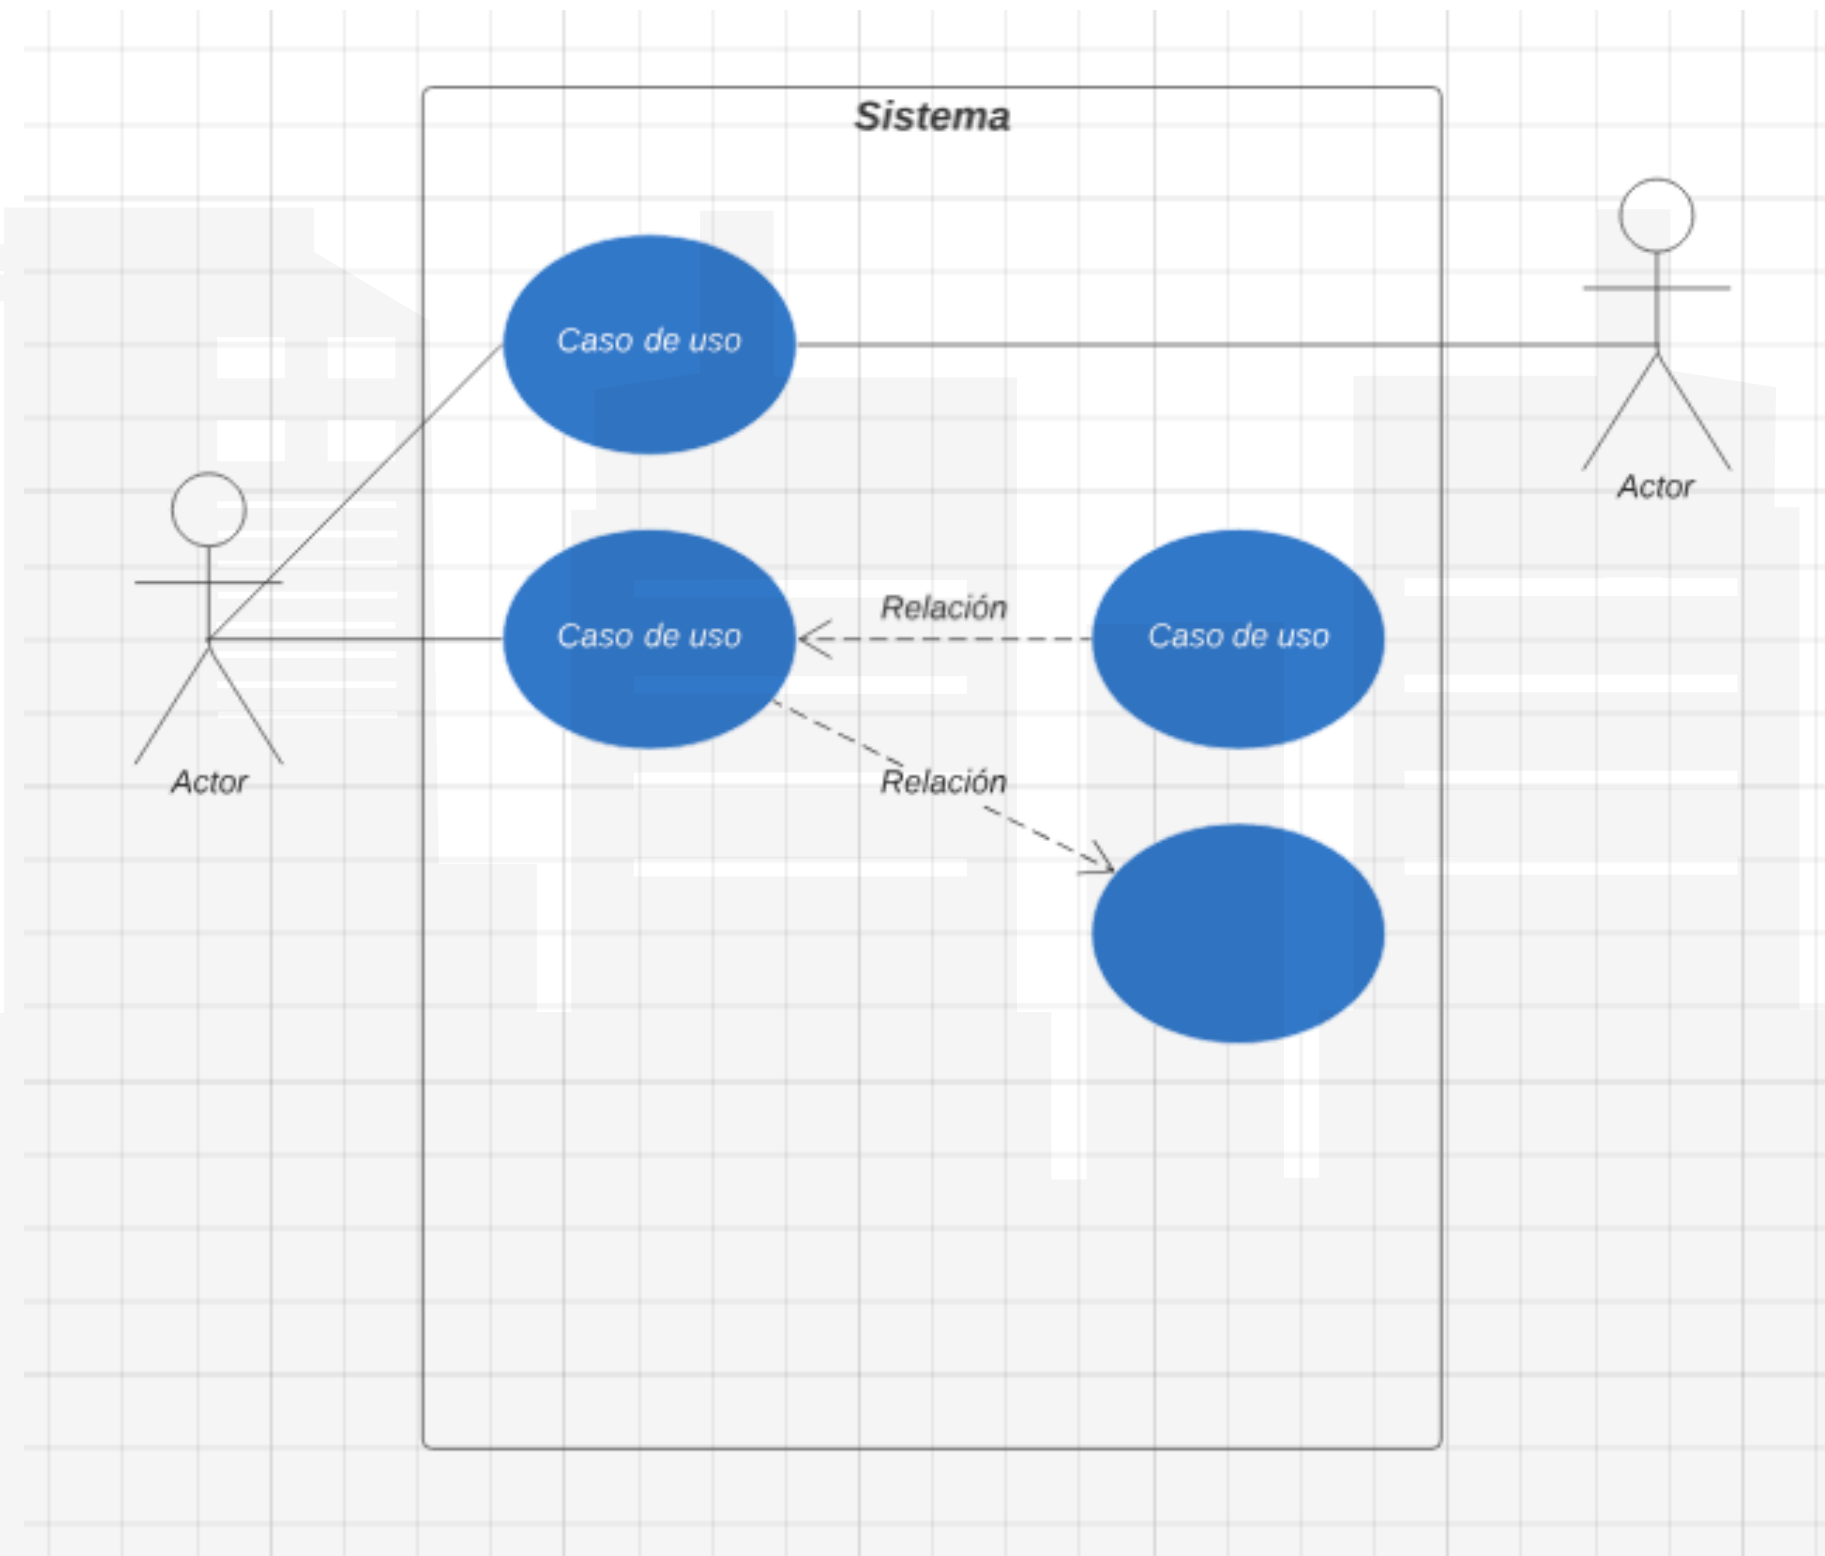 Sistema
Caso de uso
Actor
Caso de uso
Relación
Caso de uso
Actor
Relación